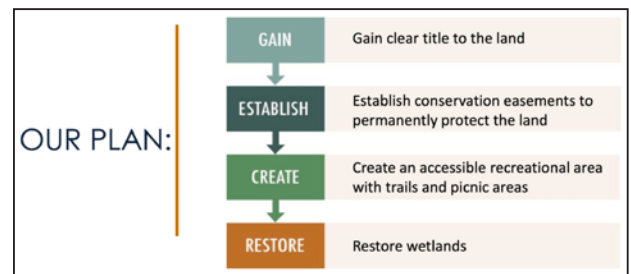 OUR PLAN:
GAIN
Gain clear title to the land
ESTABLISH
Establish conservation easements to
permanently protect the land
CREATE
Create an accessible recreational area
with trails and picnic areas
RESTORE
Restore wetlands